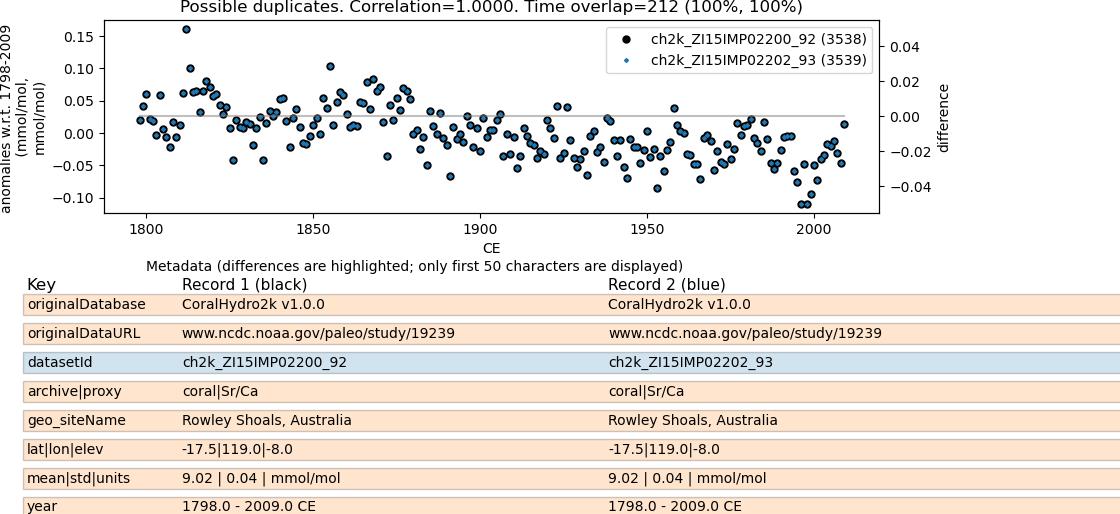 Possible duplicates. Correlation=1.0000. Time overlap=212 (100%, 100%)
anomalies w.r.t. 1798-2009
(mmol/mol,
mmol/mol)
0.15
0.10
0.05
0.00
−0.05
−0.10
ch2k_ZI15IMP02200_92 (3538)
ch2k_ZI15IMP02202_93 (3539)
0.04
0.02
0.00
−0.02
−0.04
difference
1800 1850 1900 1950 2000
CE
Metadata (differences are highlighted; only first 50 characters are displayed)
Key Record 1 (black) Record 2 (blue)
originalDatabase CoralHydro2k v1.0.0 CoralHydro2k v1.0.0
originalDataURL www.ncdc.noaa.gov/paleo/study/19239 www.ncdc.noaa.gov/paleo/study/19239
datasetId ch2k_ZI15IMP02200_92 ch2k_ZI15IMP02202_93
archive|proxy coral|Sr/Ca coral|Sr/Ca
geo_siteName Rowley Shoals, Australia Rowley Shoals, Australia
lat|lon|elev -17.5|119.0|-8.0 -17.5|119.0|-8.0
mean|std|units 9.02 | 0.04 | mmol/mol 9.02 | 0.04 | mmol/mol
year 1798.0 - 2009.0 CE 1798.0 - 2009.0 CE